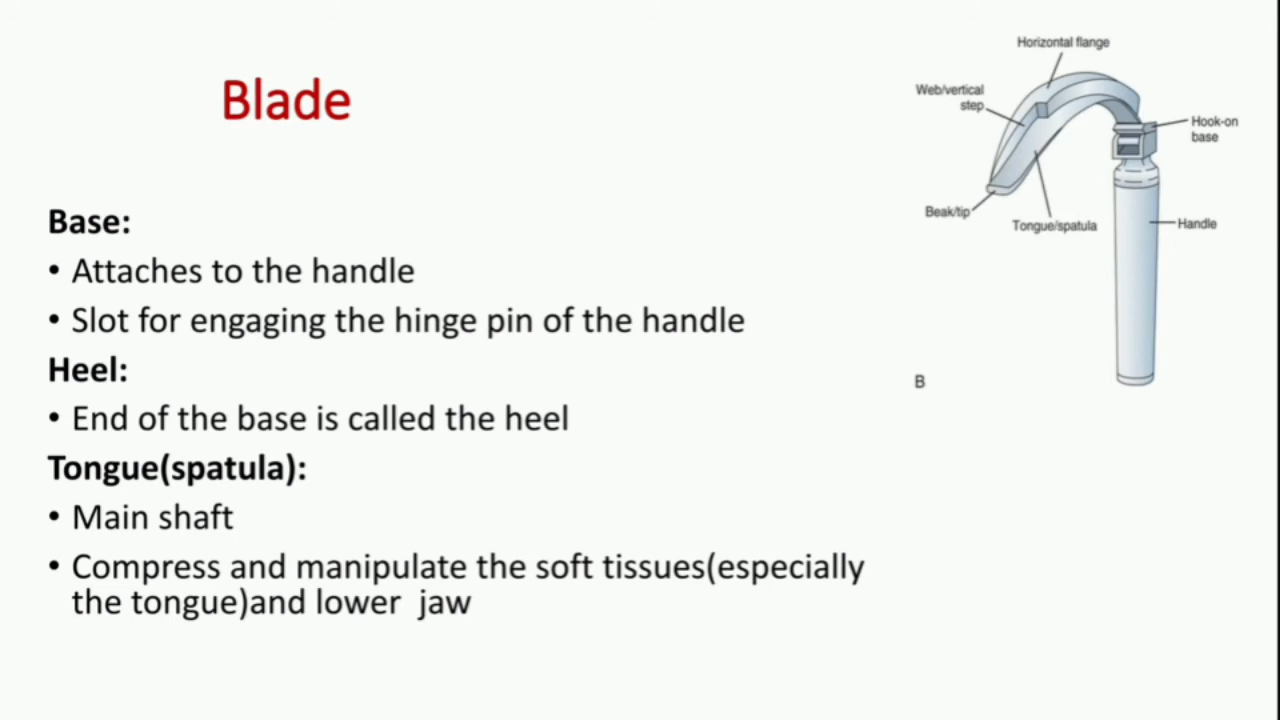 Blade
Base:
• Attaches to the handle
• Slot for engaging the hinge pin of the handle
Heel:
• End of the base is called the heel
Tongue(spatula):
• Main shaft
• Compress and manipulate the soft tissues(especially
the tongue)and lower  jaw
Horizontal flange
Web/vertical
step
Hook-on
base
Beak/tip
Tongue/spatula
Handle
B